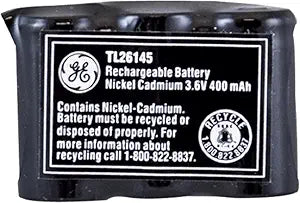 GE
TL26145
Rechargeable Battery
Nickel Cadmium 3.6V 400 mAh
Contains Nickel-Cadmium.
Battery must be recycled or
disposed of properly. For
more information about
recycling call 1-800-822-8837.
RECYCLE
1.800.822.8837